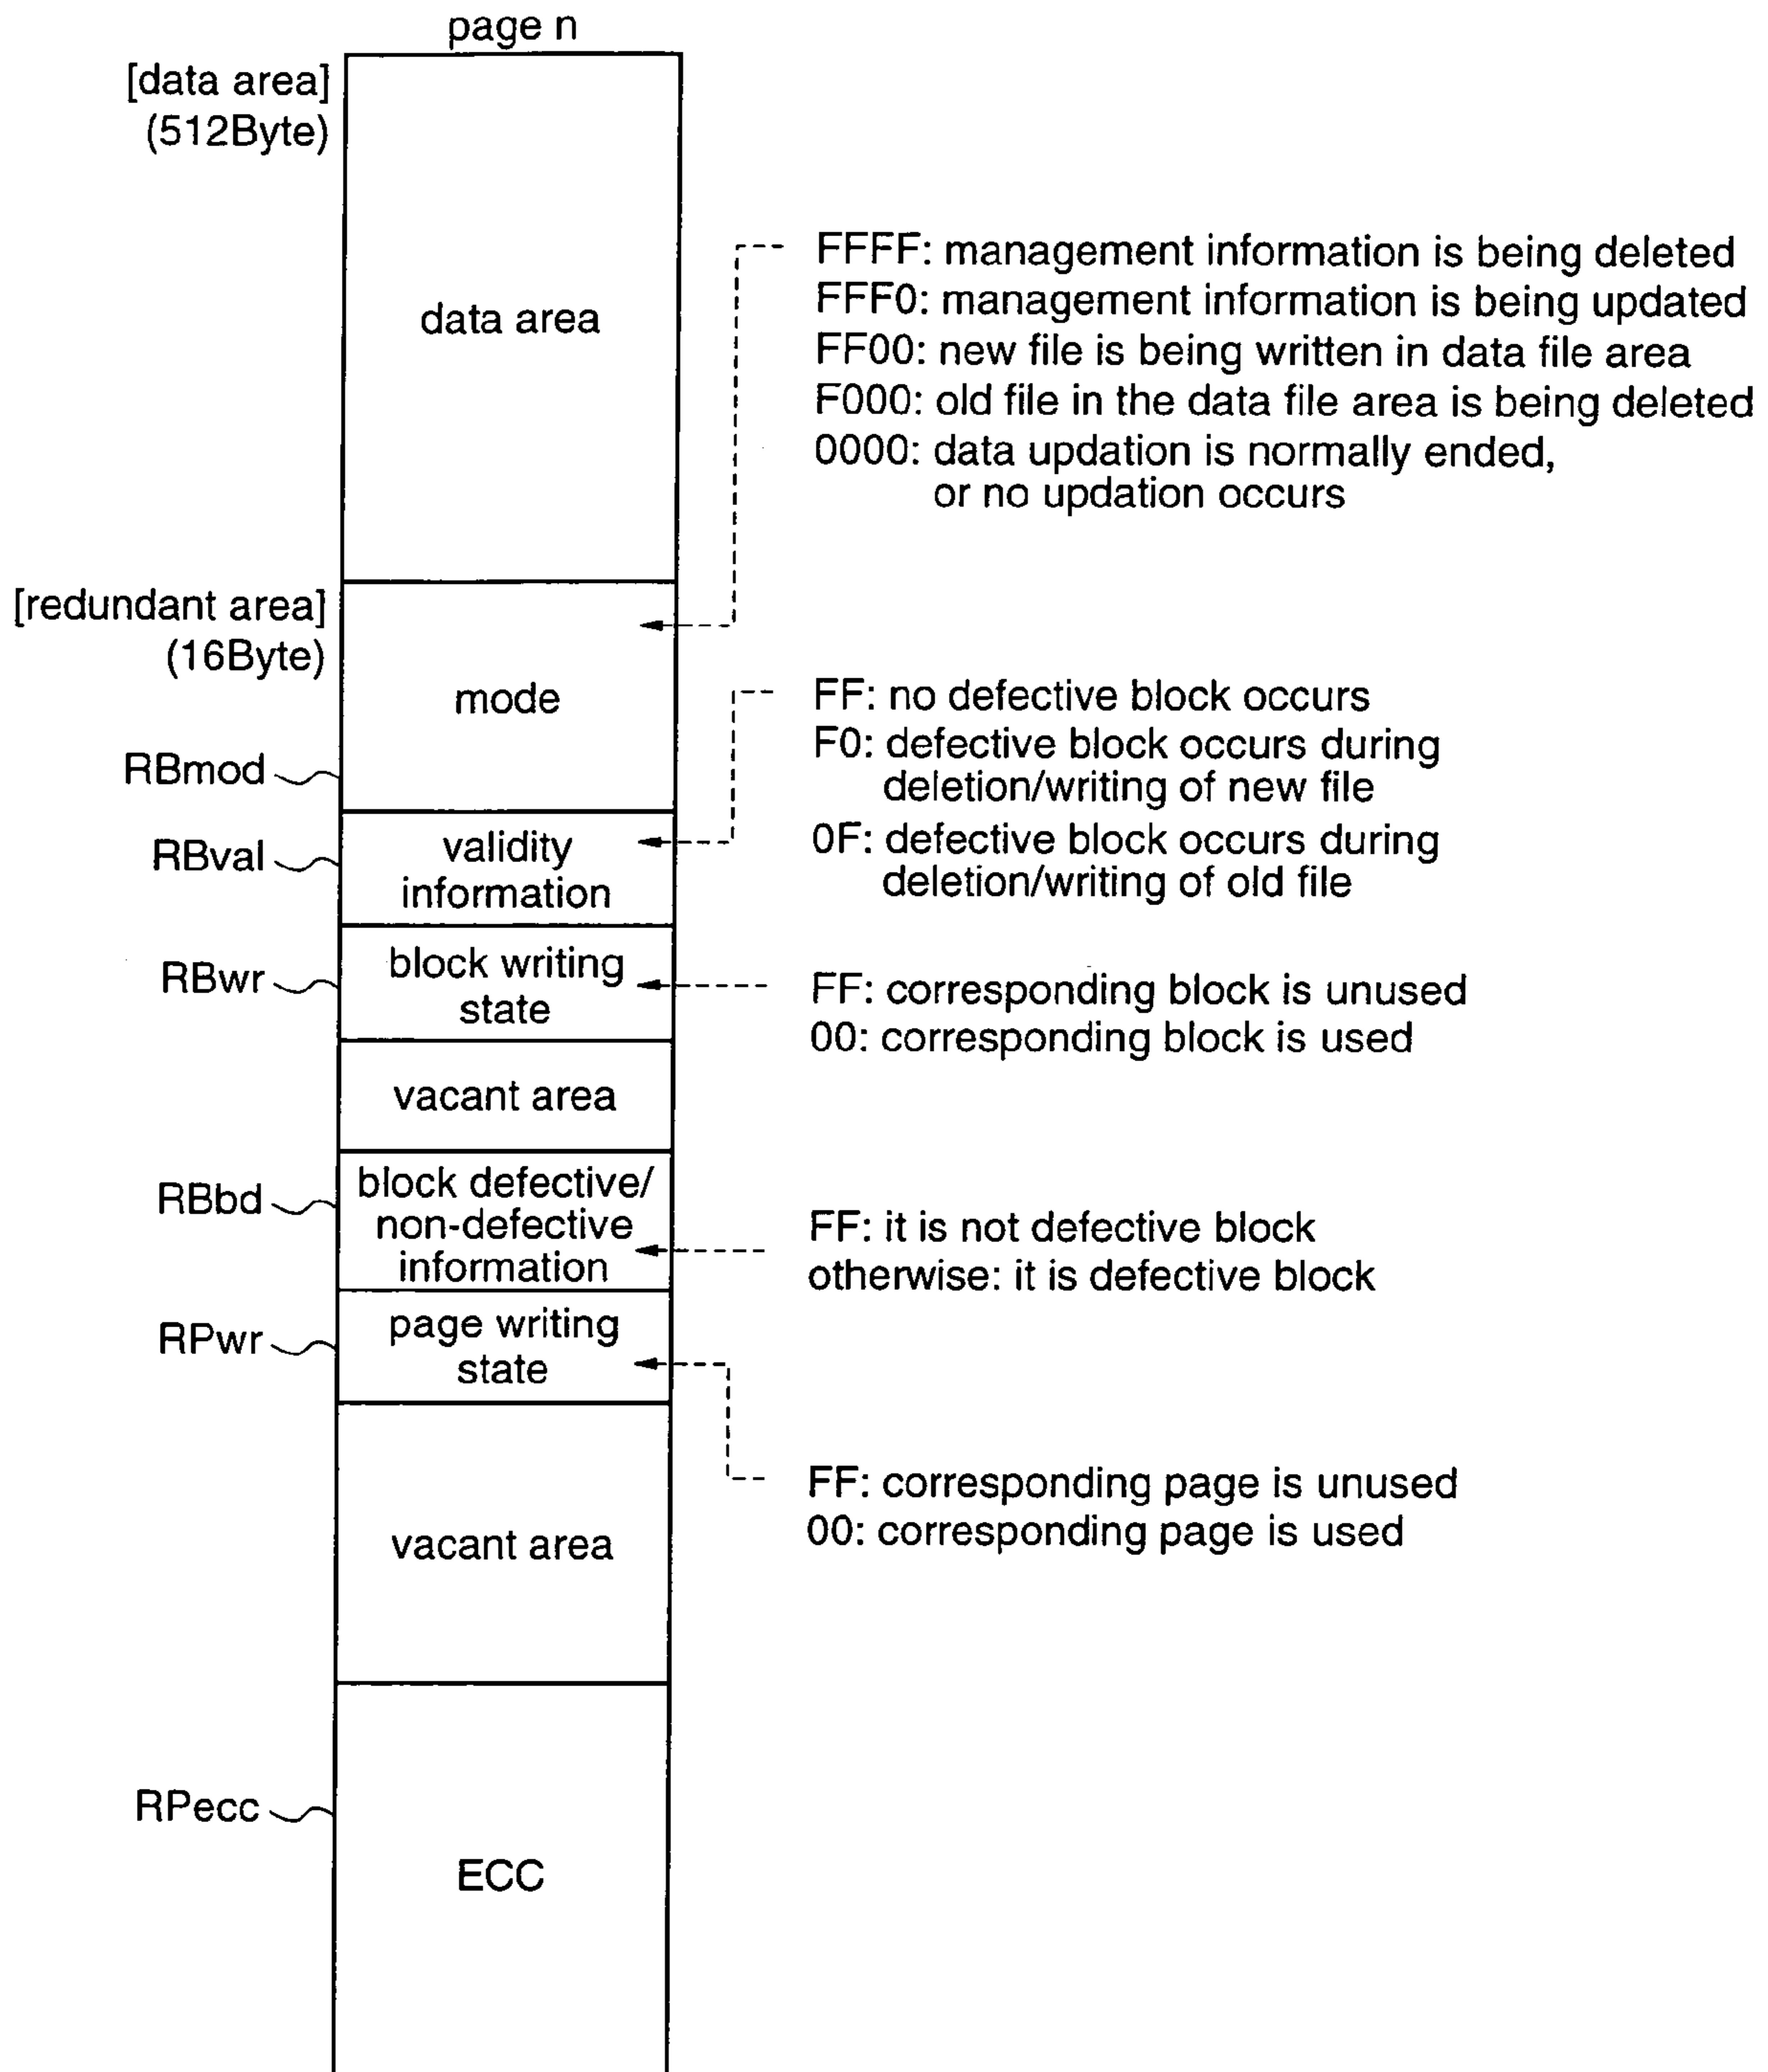 page n
[data area]
(512Byte)
data area
FFFF: management information is being deleted
FFF0: management information is being updated
FF00: new file is being written in data file area
F000: old file in the data file area is being deleted
0000: data updation is normally ended,
or no updation occurs
[redundant area]
(16Byte)
mode
RBmod
FF: no defective block occurs
F0: defective block occurs during
deletion/writing of new file
0F: defective block occurs during
deletion/writing of old file
RBval
validity
information
RBwr
block writing
state
FF: corresponding block is unused
00: corresponding block is used
vacant area
RBbd
block defective/
non-defective
information
FF: it is not defective block
otherwise: it is defective block
RPwr
page writing
state
FF: corresponding page is unused
00: corresponding page is used
vacant area
RPecc
ECC